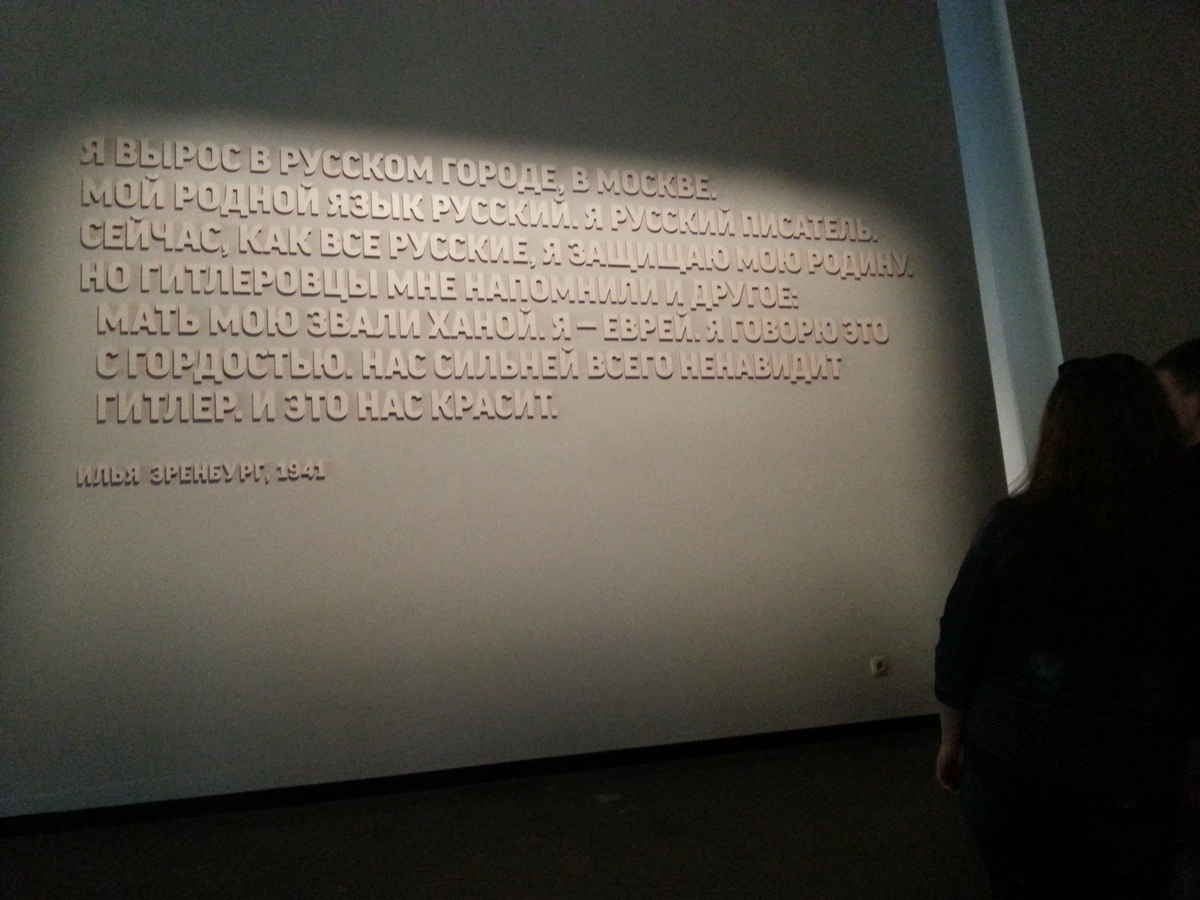 Я ВЫРОС В РУССКОМ ГОРОДЕ, В МОСКВЕ.
МОЙ РОДНОЙ ЯЗЫК РУССКИЙ. Я РУССКИЙ ПИСАТЕЛЬ.
СЕЙЧАС, КАК ВСЕ РУССКИЕ, Я ЗАЩИЩАЮ МОЮ РОДИНУ.
НО ГИТЛЕРОВЦЫ МНЕ НАПОМНИЛИ И ДРУГОЕ:
МАТЬ МОЮ ЗВАЛИ ХАНОЙ. Я – ЕВРЕЙ. Я ГОВОРЮ ЭТО
С ГОРДОСТЬЮ. НАС СИЛЬНЕЙ ВСЕГО НЕНАВИДИТ
ГИТЛЕР. И ЭТО НАС КРАСИТ.
ИЛЬЯ ЭРЕНБУРГ, 1941